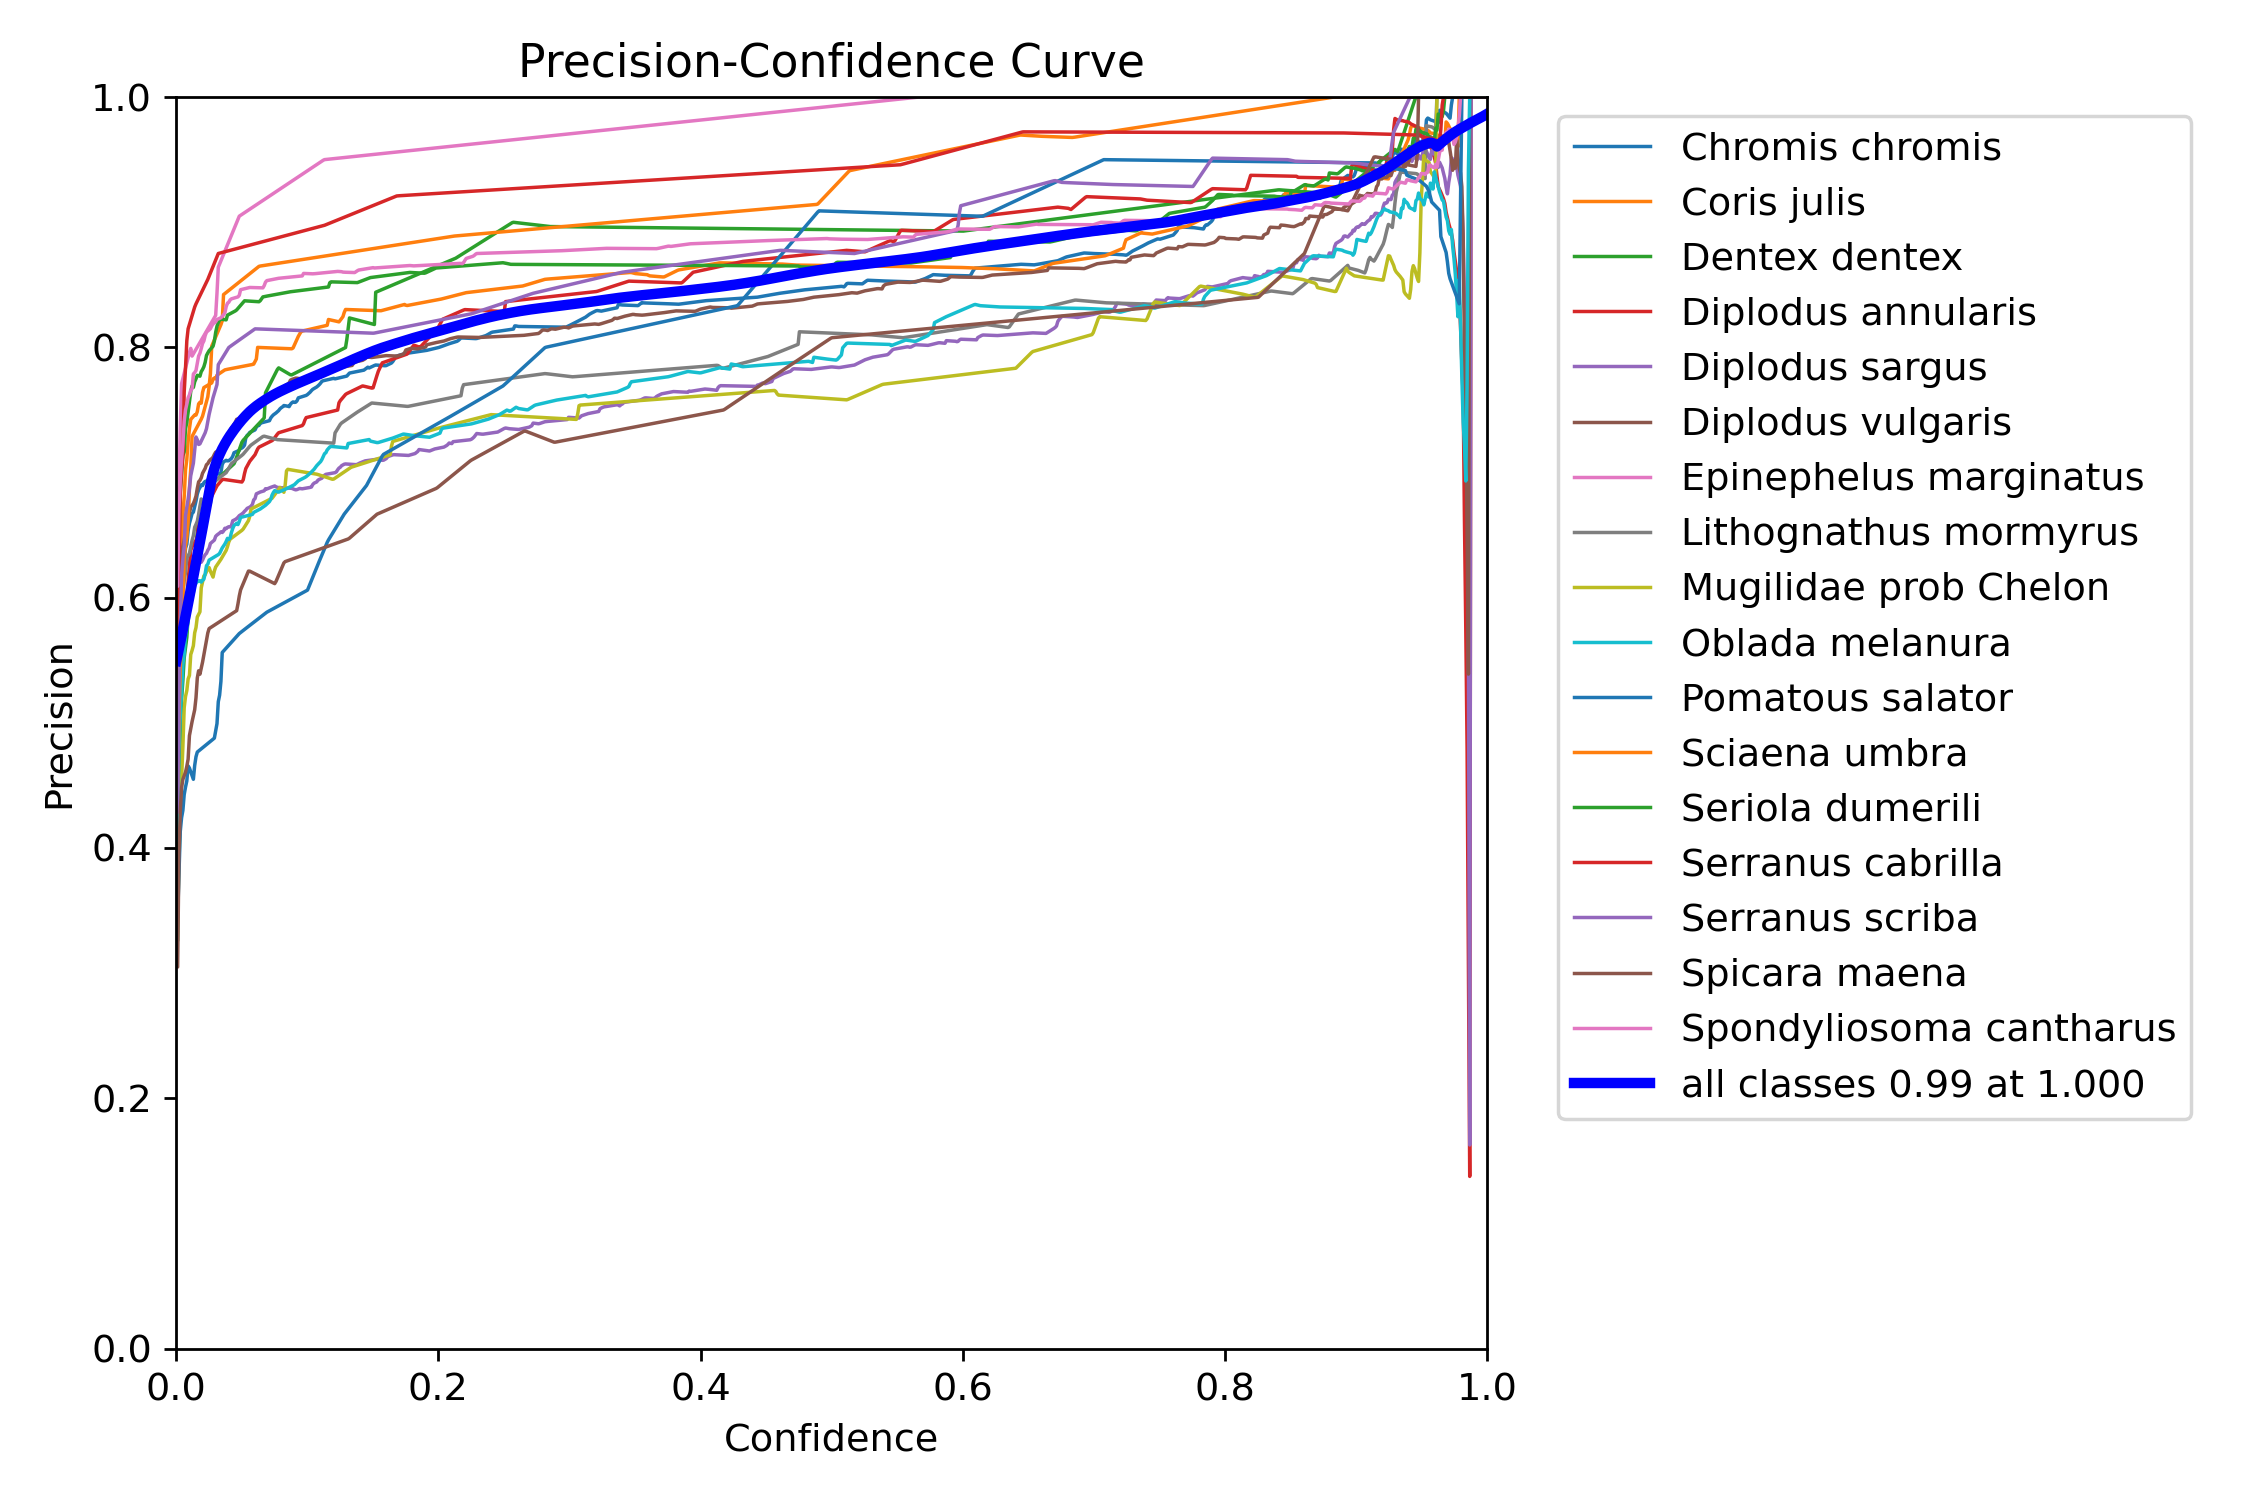 Precision-Confidence Curve
1.0
0.8
0.6
0.4
0.2
0.0
Precision
0.0 0.2 0.4 0.6 0.8 1.0
Confidence
Chromis chromis
Coris julis
Dentex dentex
Diplodus annularis
Diplodus sargus
Diplodus vulgaris
Epinephelus marginatus
Lithognathus mormyrus
Mugilidae prob Chelon
Oblada melanura
Pomatous salator
Sciaena umbra
Seriola dumerili
Serranus cabrilla
Serranus scriba
Spicara maena
Spondyliosoma cantharus
all classes 0.99 at 1.000